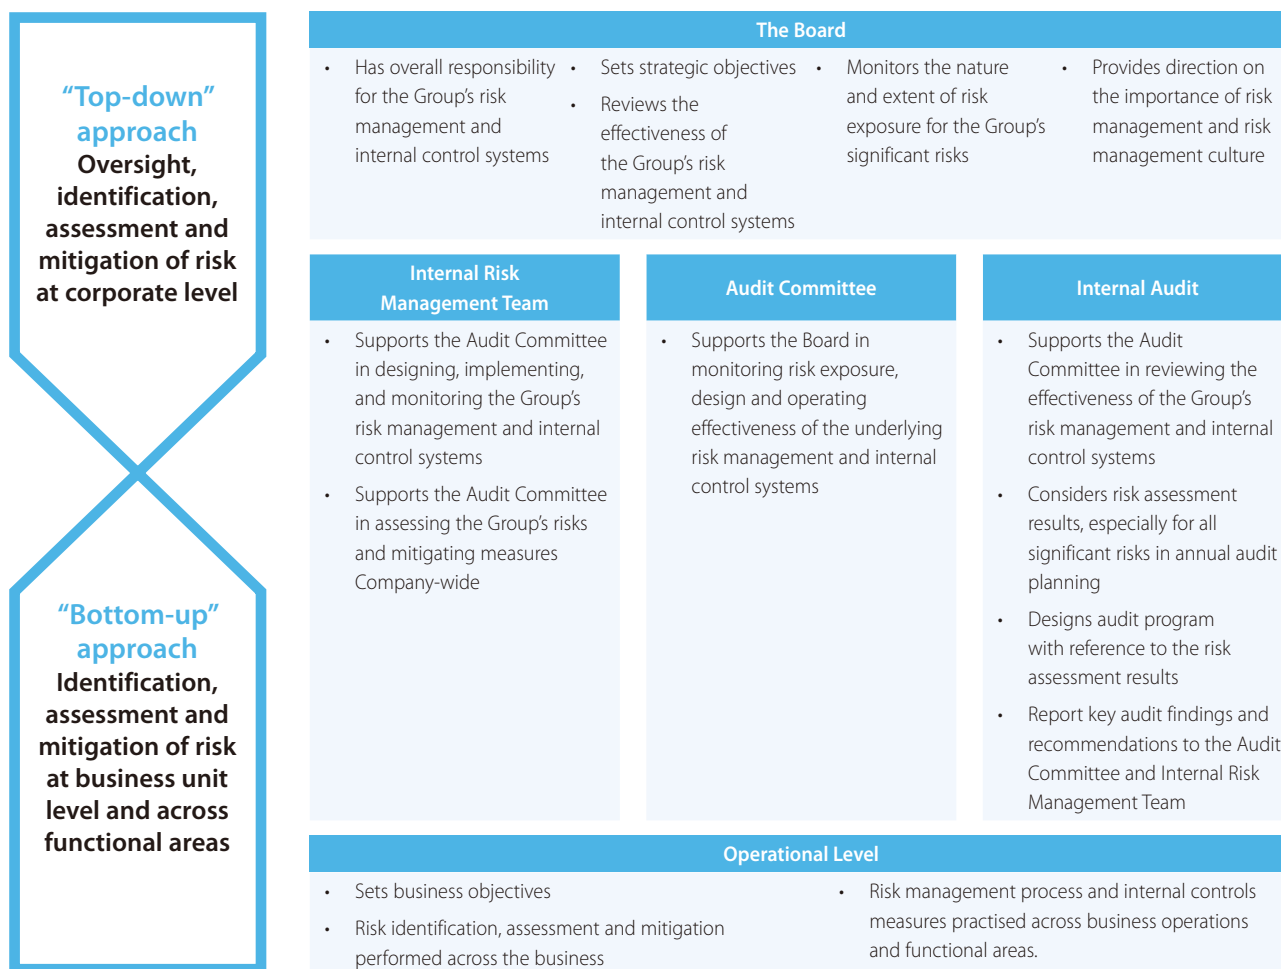 “Top-down”
approach
Oversight,
identification,
assessment and
mitigation of risk
at corporate level
“Bottom-up”
approach
Identification,
assessment and
mitigation of risk
at business unit
level and across
functional areas
The Board
• Has overall responsibility
for the Group’s risk
management and
internal control systems
• Sets strategic objectives
• Reviews the
effectiveness of
the Group’s risk
management and
internal control systems
• Monitors the nature
and extent of risk
exposure for the Group’s
significant risks
• Provides direction on
the importance of risk
management and risk
management culture
Internal Risk
Management Team
• Supports the Audit Committee
in designing, implementing,
and monitoring the Group’s
risk management and internal
control systems
• Supports the Audit Committee
in assessing the Group’s risks
and mitigating measures
Company-wide
Audit Committee
• Supports the Board in
monitoring risk exposure,
design and operating
effectiveness of the underlying
risk management and internal
control systems
Internal Audit
• Supports the Audit
Committee in reviewing the
effectiveness of the Group’s
risk management and internal
control systems
• Considers risk assessment
results, especially for all
significant risks in annual audit
planning
• Designs audit program
with reference to the risk
assessment results
• Report key audit findings and
recommendations to the Audit
Committee and Internal Risk
Management Team
Operational Level
• Sets business objectives
• Risk identification, assessment and mitigation
performed across the business
• Risk management process and internal controls
measures practised across business operations
and functional areas.